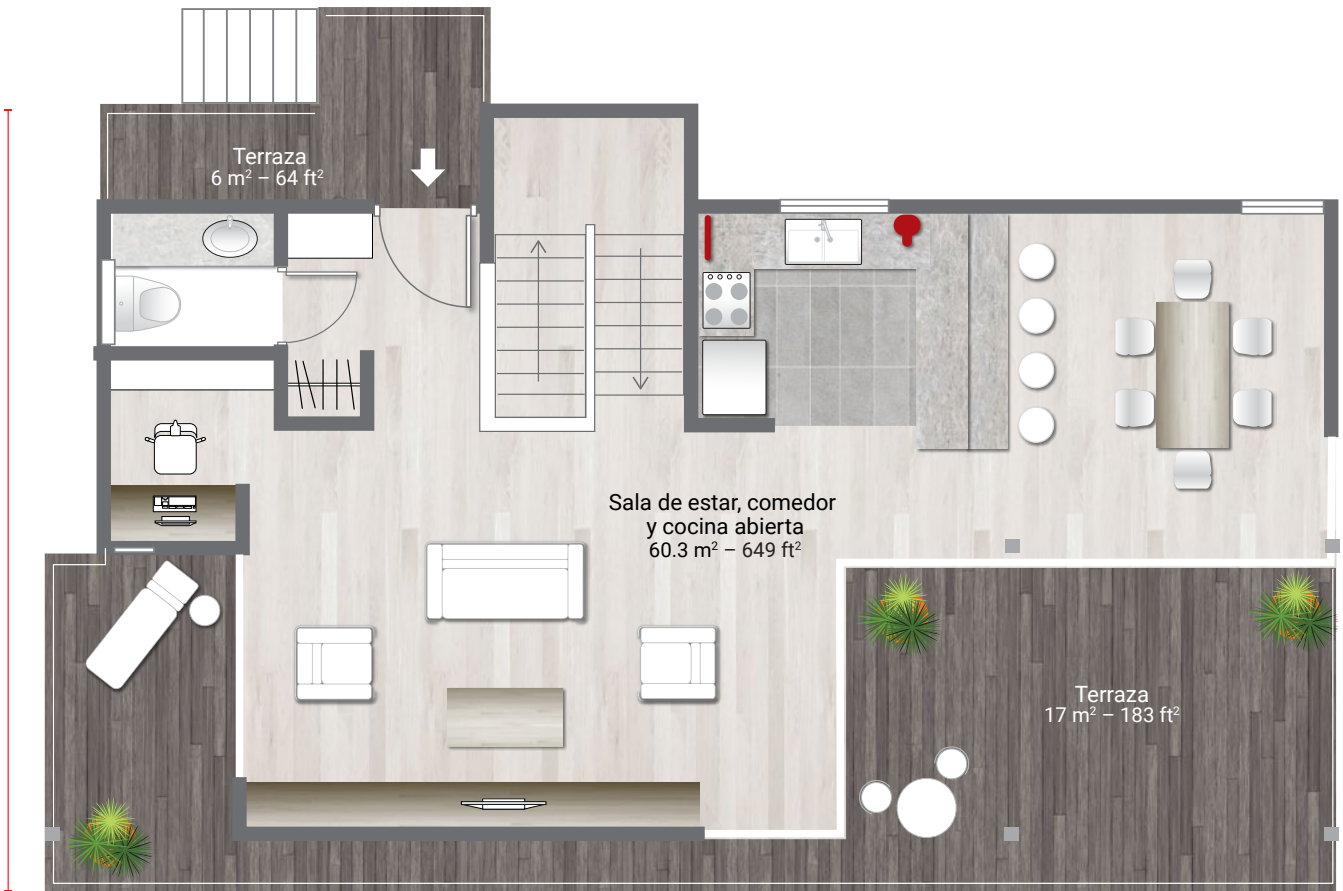 Terraza
6 m² – 64 ft²
Sala de estar, comedor
y cocina abierta
60.3 m² – 649 ft²
Terraza
17 m² – 183 ft²